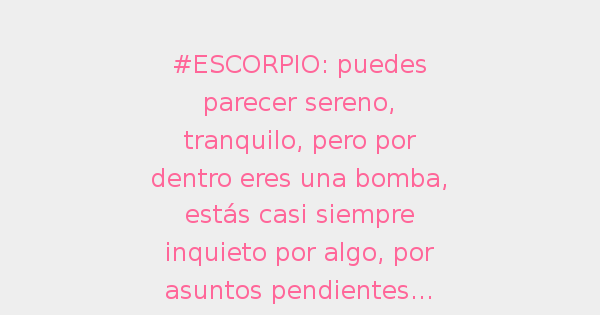 #ESCORPIO: puedes
parecer sereno,
tranquilo, pero por
dentro eres una bomba,
estás casi siempre
inquieto por algo, por
asuntos pendientes...